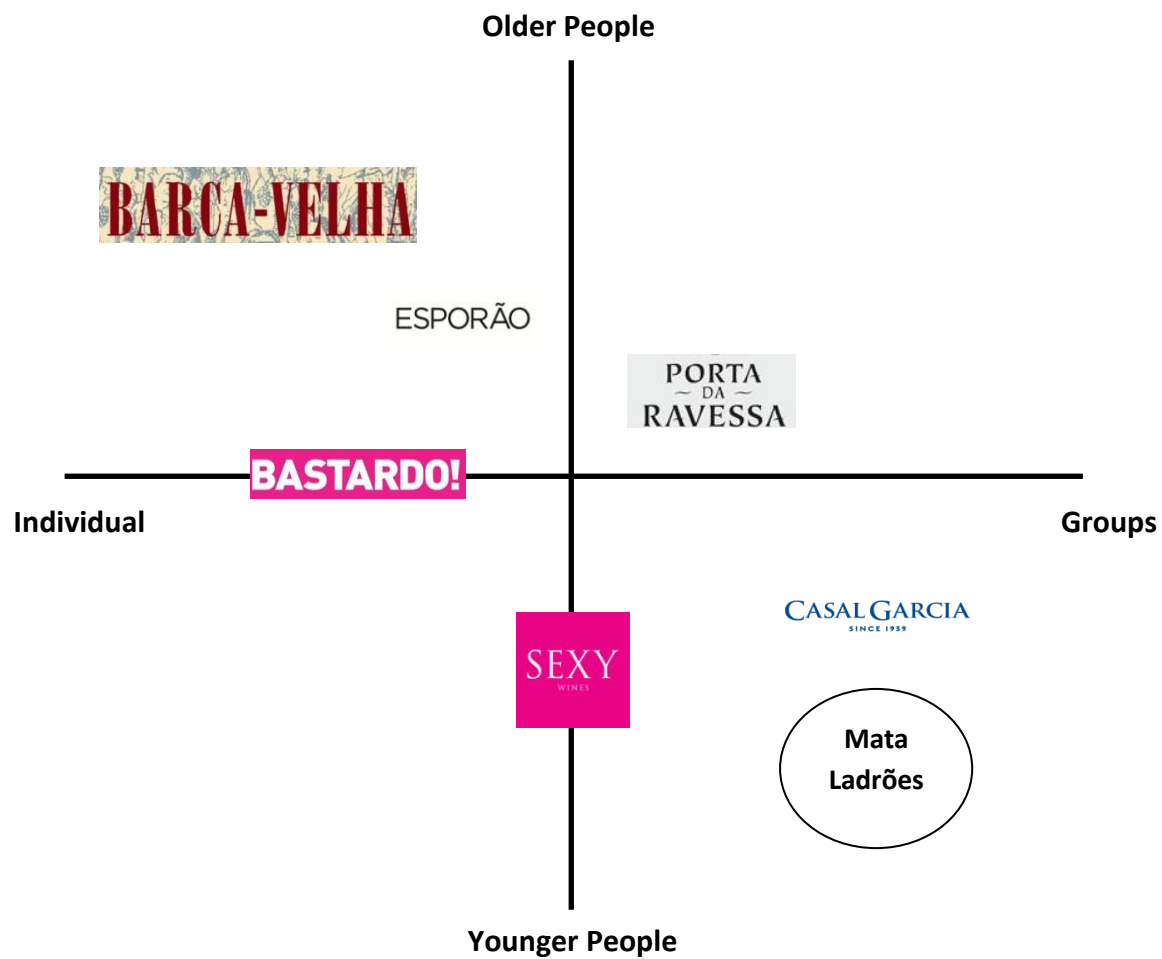 Older People
BARCA-VELHA
ESPORÃO
PORTA
~ DA ~
RAVESSA
BASTARDO!
Individual
Groups
CASAL GARCIA
SINCE 1959
SEXY
WINES
Mata
Ladrões
Younger People